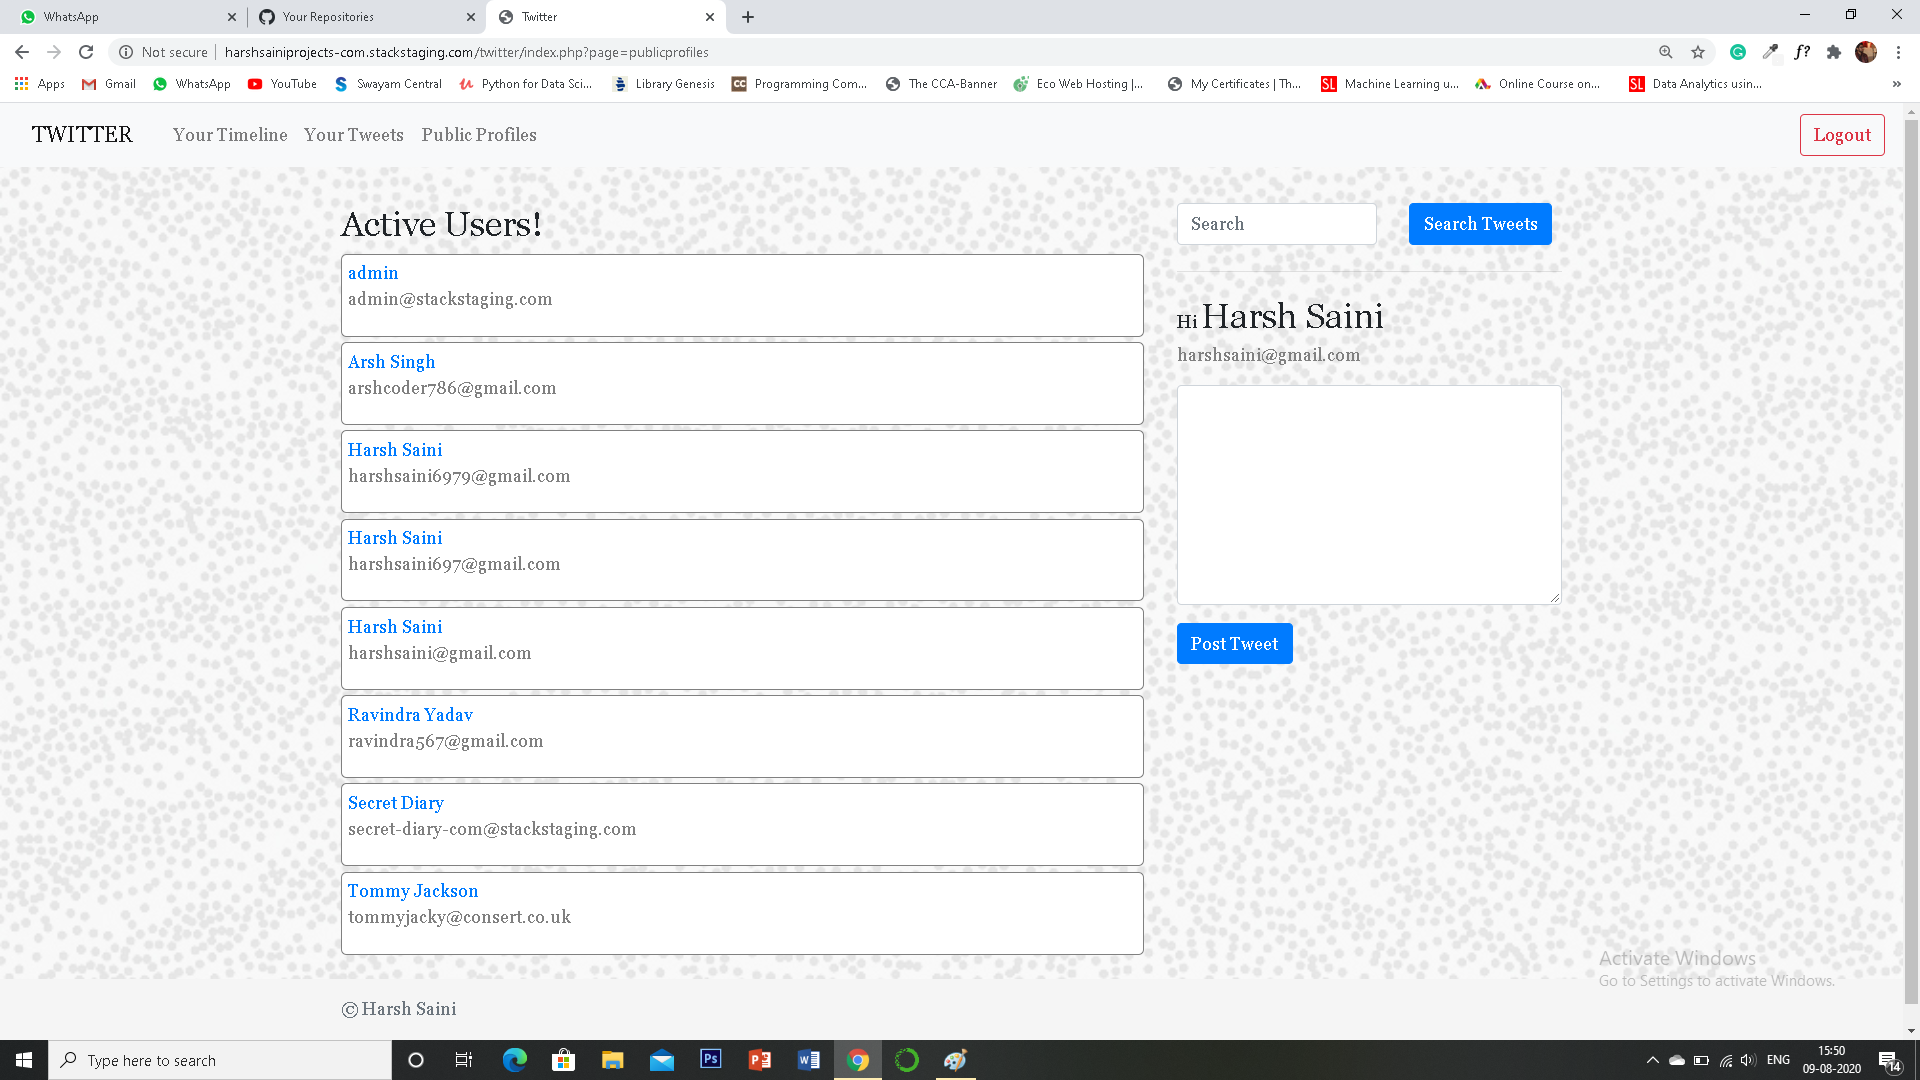 WhatsApp
Your Repositories
Twitter
Not secure
harshsainiprojects-com.stackstaging.com/twitter/index.php?page=publicprofiles
Apps
Gmail
WhatsApp
YouTube
Swayam Central
Python for Data Sci...
Library Genesis
Programming Com...
The CCA-Banner
Eco Web Hosting |...
My Certificates | Th...
Machine Learning u...
Online Course on...
Data Analytics usin...
TWITTER
Your Timeline
Your Tweets
Public Profiles
Logout
Active Users!
admin
admin@stackstaging.com
Arsh Singh
arshcoder786@gmail.com
Harsh Saini
harshsaini6979@gmail.com
Harsh Saini
harshsaini697@gmail.com
Harsh Saini
harshsaini@gmail.com
Ravindra Yadav
ravindra567@gmail.com
Secret Diary
secret-diary-com@stackstaging.com
Tommy Jackson
tommyjacky@consert.co.uk
Search
Search Tweets
Hi Harsh Saini
harshsaini@gmail.com
Post Tweet
Activate Windows
Go to Settings to activate Windows.
© Harsh Saini
Type here to search
ENG
15:50
09-08-2020
14